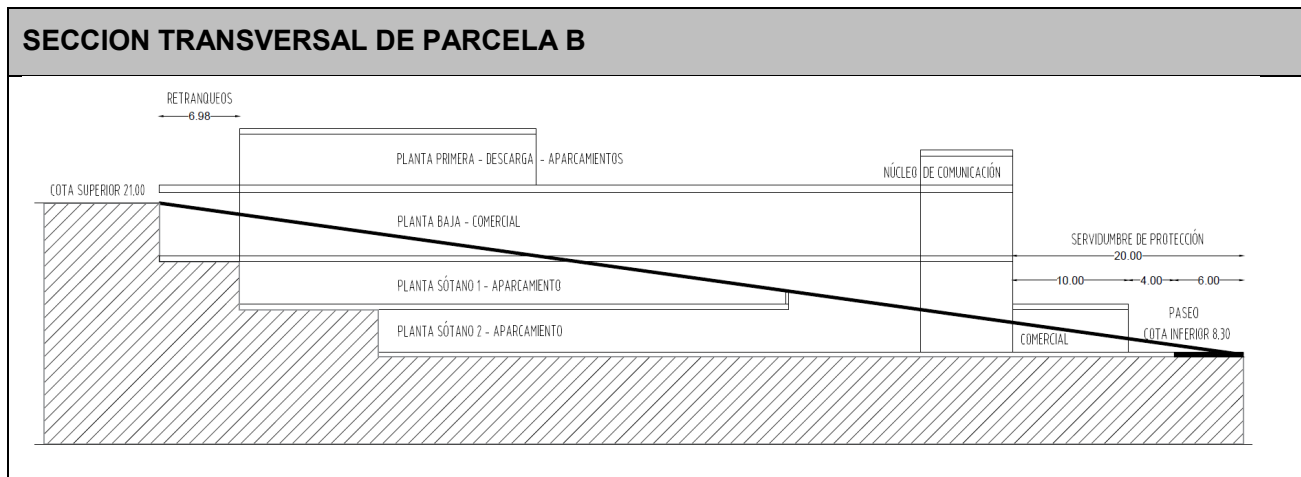 SECCION TRANSVERSAL DE PARCELA B
RETRANQUEOS
6.98
PLANTA PRIMERA - DESCARGA - APARCAMIENTOS
NÚCLEO DE COMUNICACIÓN
COTA SUPERIOR 21.00
PLANTA BAJA - COMERCIAL
SERVIDUMBRE DE PROTECCIÓN
20.00
10.00 4.00 6.00
PLANTA SÓTANO 1 - APARCAMIENTO
PASEO
PLANTA SÓTANO 2 - APARCAMIENTO
COTA INFERIOR 8,30
COMERCIAL